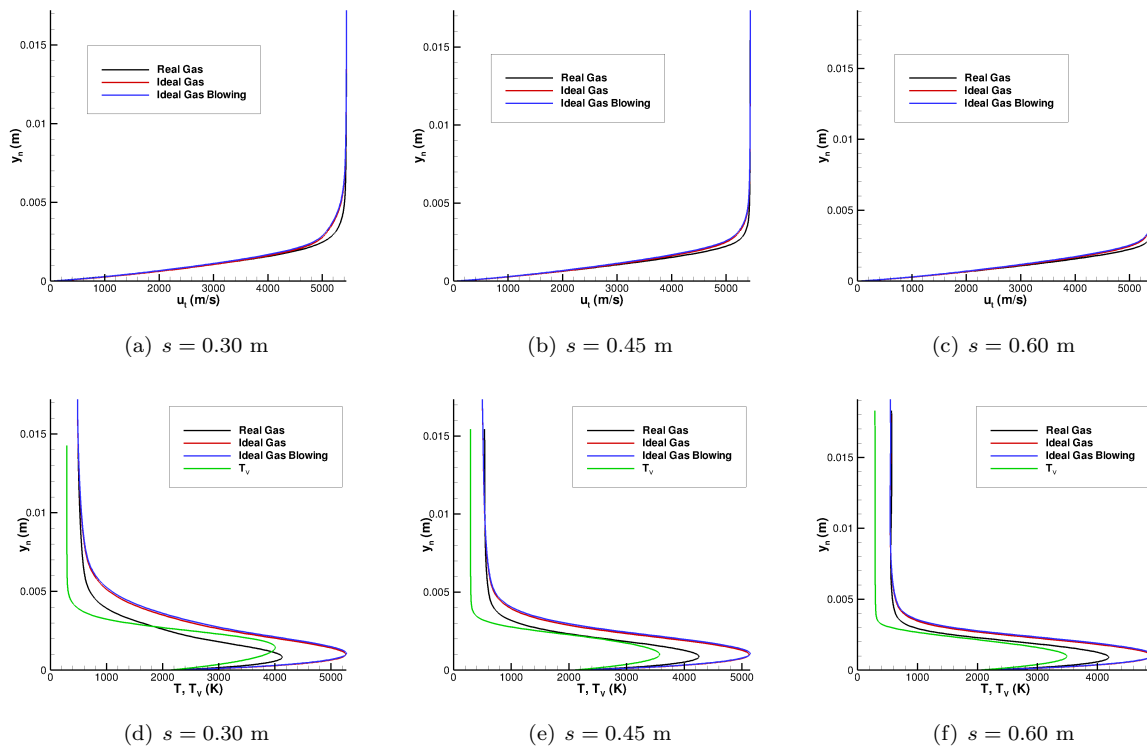 y_n (m)
0.015
0.01
0.005
0
Real Gas
Ideal Gas
Ideal Gas Blowing
0 1000 2000 3000 4000 5000
u_t (m/s)
(a) s = 0.30 m
y_n (m)
0.015
0.01
0.005
0
Real Gas
Ideal Gas
Ideal Gas Blowing
0 1000 2000 3000 4000 5000
u_t (m/s)
(b) s = 0.45 m
y_n (m)
0.015
0.01
0.005
0
Real Gas
Ideal Gas
Ideal Gas Blowing
0 1000 2000 3000 4000 5000
u_t (m/s)
(c) s = 0.60 m
y_n (m)
0.015
0.01
0.005
0
Real Gas
Ideal Gas
Ideal Gas Blowing
T_v
0 1000 2000 3000 4000 5000
T, T_v (K)
(d) s = 0.30 m
y_n (m)
0.015
0.01
0.005
0
Real Gas
Ideal Gas
Ideal Gas Blowing
T_v
0 1000 2000 3000 4000 5000
T, T_v (K)
(e) s = 0.45 m
y_n (m)
0.015
0.01
0.005
0
Real Gas
Ideal Gas
Ideal Gas Blowing
T_v
0 1000 2000 3000 4000
T, T_v (K)
(f) s = 0.60 m